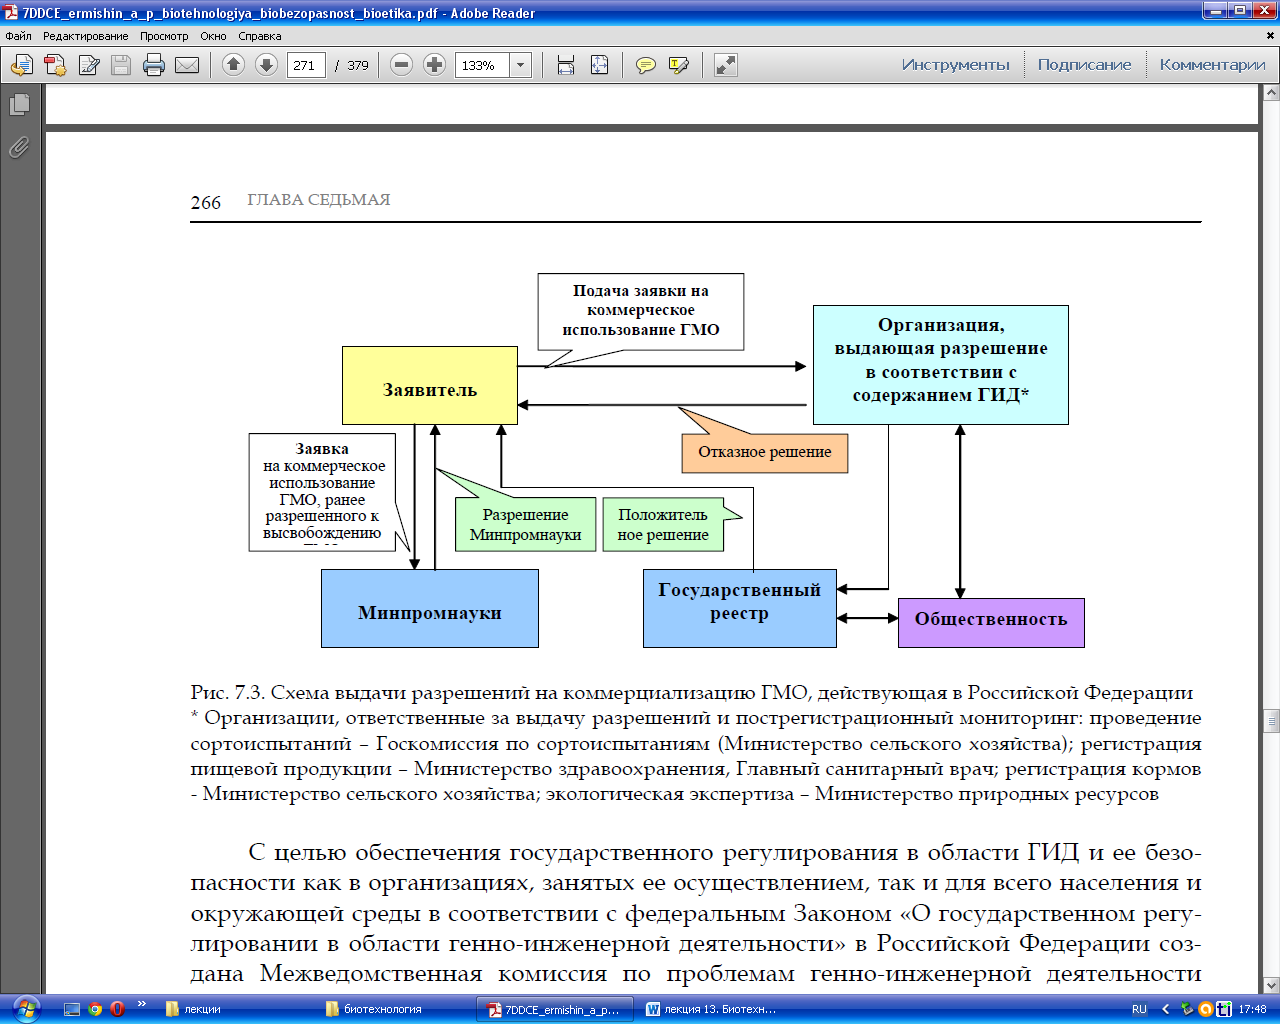 7DDCE_ermishin_a_p_biotehnologiya_biobezopasnost_bioetika.pdf - Adobe Reader
Файл Редактирование Просмотр Окно Справка
271 / 379 133% Инструменты Подписание Комментарии
266 ГЛАВА СЕДЬМАЯ
Подача заявки на
коммерческое
использование ГМО
Организация,
выдающая разрешение
в соответствии с
содержанием ГИД*
Заявитель
Отказное решение
Заявка
на коммерческое
использование
ГМО, ранее
разрешенного к
высвобождению
Разрешение
Минпромнауки
Положитель
ное решение
Минпромнауки
Государственный
реестр
Общественность
Рис. 7.3. Схема выдачи разрешений на коммерциализацию ГМО, действующая в Российской Федерации
* Организации, ответственные за выдачу разрешений и пострегистрационный мониторинг: проведение
сортоиспытаний – Госкомиссия по сортоиспытаниям (Министерство сельского хозяйства); регистрация
пищевой продукции – Министерство здравоохранения, Главный санитарный врач; регистрация кормов
- Министерство сельского хозяйства; экологическая экспертиза – Министерство природных ресурсов
С целью обеспечения государственного регулирования в области ГИД и ее безо-
пасности как в организациях, занятых ее осуществлением, так и для всего населения и
окружающей среды в соответствии с федеральным Законом «О государственном регу-
лировании в области генно-инженерной деятельности» в Российской Федерации соз-
дана Межведомственная комиссия по проблемам генно-инженерной деятельности
лекции биотехнология 7DDCE_ermishin_a_p... лекция 13. Биотехн... RU 17:48